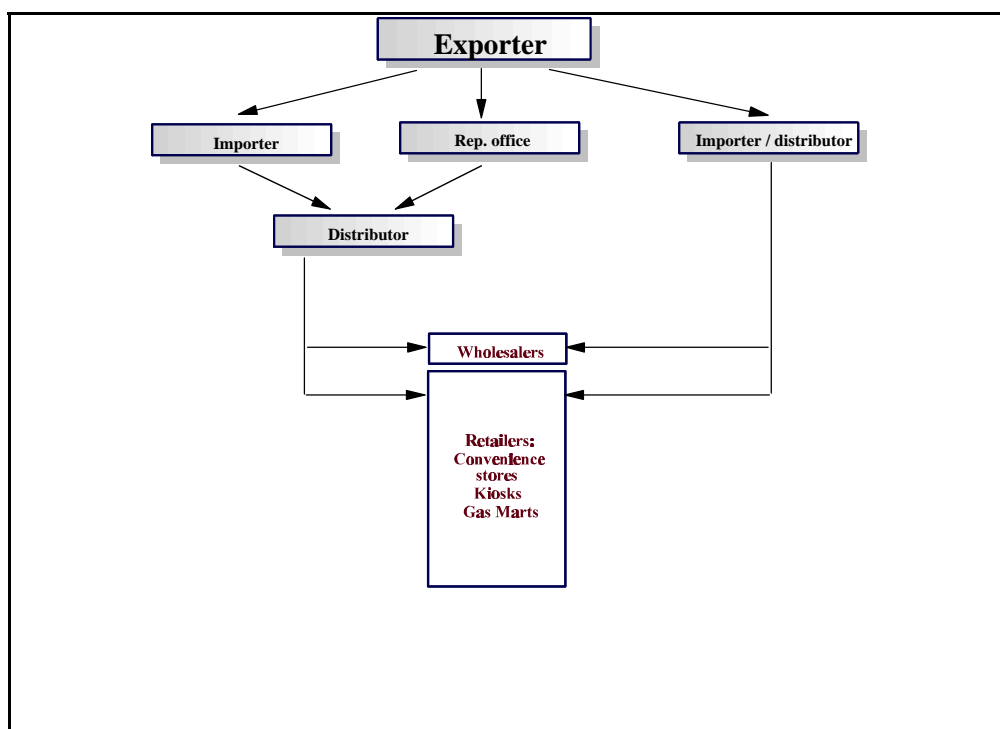 Exporter
Importer
Rep. office
Importer / distributor
Distributor
Wholesalers
Retailers:
Convenience
stores
Kiosks
Gas Marts